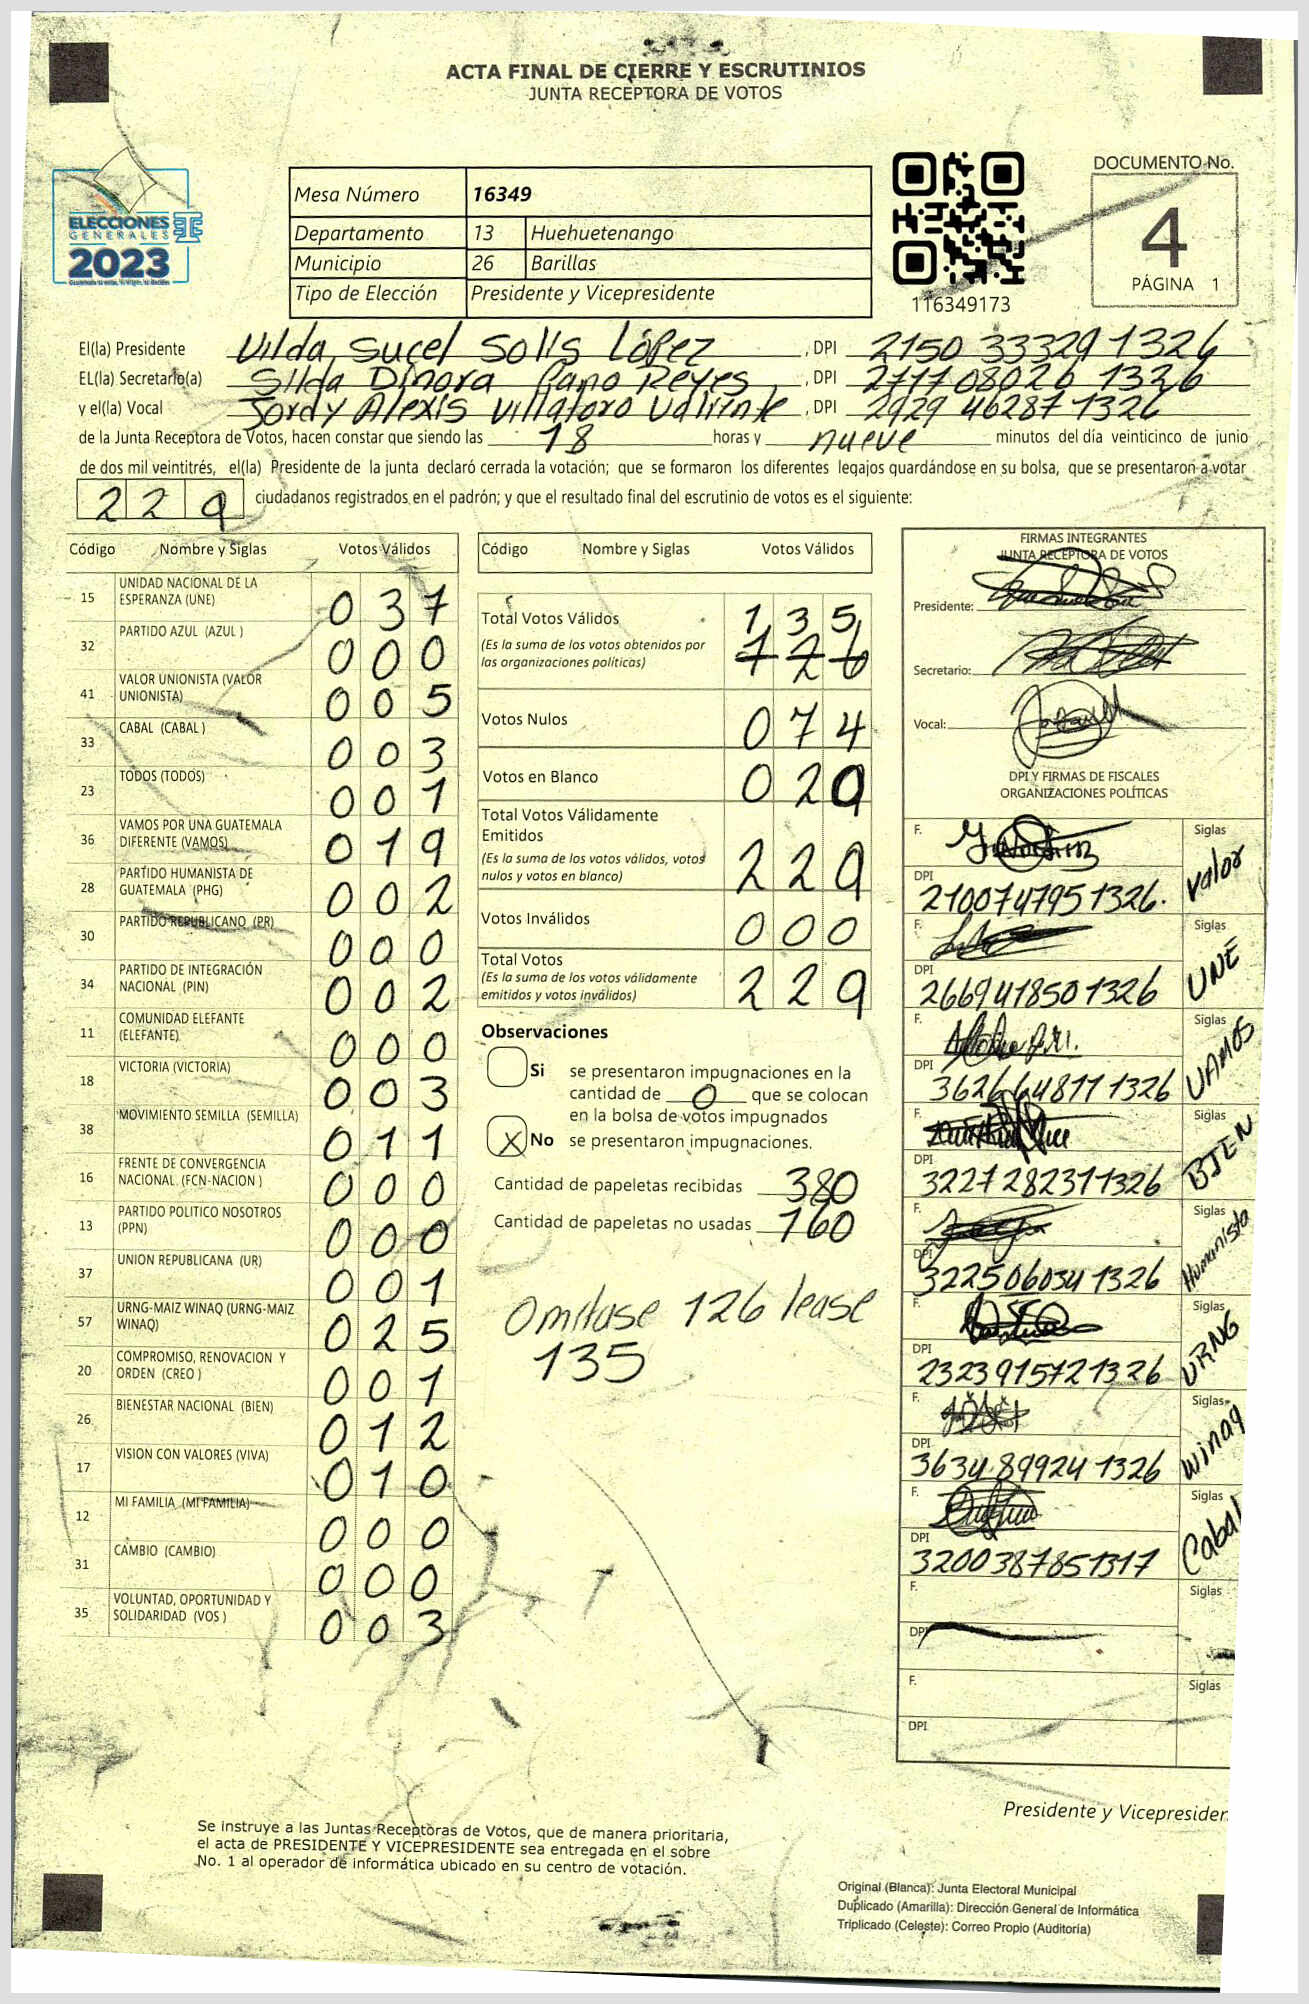 ACTA FINAL DE CIERRE Y ESCRUTINIOS
JUNTA RECEPTORA DE VOTOS
ELECCIONES
GENERALES
2023
Mesa Número 16349
Departamento 13 Huehuetenango
Municipio 26 Barillas
Tipo de Elección Presidente y Vicepresidente
116349173
DOCUMENTO No.
4
PÁGINA 1
El(la) Presidente Vilda Sucel Solis López , DPI 2150 33329 1326
EL(la) Secretario(a) Silda Dinora Cano Reyes , DPI 2717 08026 1326
y el(la) Vocal Jordy Alexis Villatoro Valiente , DPI 2929 46287 1326
de la Junta Receptora de Votos, hacen constar que siendo las 18 horas y nueve minutos del día veinticinco de junio
de dos mil veintitrés, el(la) Presidente de la junta declaró cerrada la votación; que se formaron los diferentes legajos guardándose en su bolsa, que se presentaron a votar
229 ciudadanos registrados en el padrón; y que el resultado final del escrutinio de votos es el siguiente:
Código Nombre y Siglas Votos Válidos
15 UNIDAD NACIONAL DE LA ESPERANZA (UNE) 037
32 PARTIDO AZUL (AZUL ) 000
41 VALOR UNIONISTA (VALOR UNIONISTA) 005
33 CABAL (CABAL ) 003
23 TODOS (TODOS) 001
36 VAMOS POR UNA GUATEMALA DIFERENTE (VAMOS) 019
28 PARTIDO HUMANISTA DE GUATEMALA (PHG) 002
30 PARTIDO REPUBLICANO (PR) 000
34 PARTIDO DE INTEGRACIÓN NACIONAL (PIN) 002
11 COMUNIDAD ELEFANTE (ELEFANTE) 000
18 VICTORIA (VICTORIA) 003
38 MOVIMIENTO SEMILLA (SEMILLA) 011
16 FRENTE DE CONVERGENCIA NACIONAL (FCN-NACION ) 000
13 PARTIDO POLITICO NOSOTROS (PPN) 000
37 UNION REPUBLICANA (UR) 001
57 URNG-MAIZ WINAQ (URNG-MAIZ WINAQ) 025
20 COMPROMISO, RENOVACION Y ORDEN (CREO ) 001
26 BIENESTAR NACIONAL (BIEN) 012
17 VISION CON VALORES (VIVA) 010
12 MI FAMILIA (MI FAMILIA) 000
31 CAMBIO (CAMBIO) 000
35 VOLUNTAD, OPORTUNIDAD Y SOLIDARIDAD (VOS ) 003
Código Nombre y Siglas Votos Válidos
Total Votos Válidos 135
(Es la suma de los votos obtenidos por las organizaciones políticas) 126
Votos Nulos 074
Votos en Blanco 020
Total Votos Válidamente Emitidos
(Es la suma de los votos válidos, votos nulos y votos en blanco) 229
Votos Inválidos 000
Total Votos
(Es la suma de los votos válidamente emitidos y votos inválidos) 229
Observaciones
Si se presentaron impugnaciones en la
cantidad de 0 que se colocan
en la bolsa de votos impugnados
X No se presentaron impugnaciones.
Cantidad de papeletas recibidas 380
Cantidad de papeletas no usadas 160
Omitase 126 lease
135
FIRMAS INTEGRANTES
JUNTA RECEPTORA DE VOTOS
Presidente:
Secretario:
Vocal:
DPI Y FIRMAS DE FISCALES
ORGANIZACIONES POLÍTICAS
F. Siglas valor
DPI 2100747951326.
F. Siglas UNE
DPI 2669418501326
F. Siglas VAMOS
DPI 3626648111326
F. Siglas BIEN
DPI 3227282371326
F. Siglas Humanista
DPI 3225060341326
F. Siglas URNG
DPI 2323915721326
F. Siglas winaq
DPI 3634899241326
F. Siglas Cabal
DPI 3200387851317
F. Siglas
DPI
F. Siglas
DPI
Presidente y Vicepresiden
Se instruye a las Juntas Receptoras de Votos, que de manera prioritaria,
el acta de PRESIDENTE Y VICEPRESIDENTE sea entregada en el sobre
No. 1 al operador de informática ubicado en su centro de votación.
Original (Blanca): Junta Electoral Municipal
Duplicado (Amarilla): Dirección General de Informática
Triplicado (Celeste): Correo Propio (Auditoría)